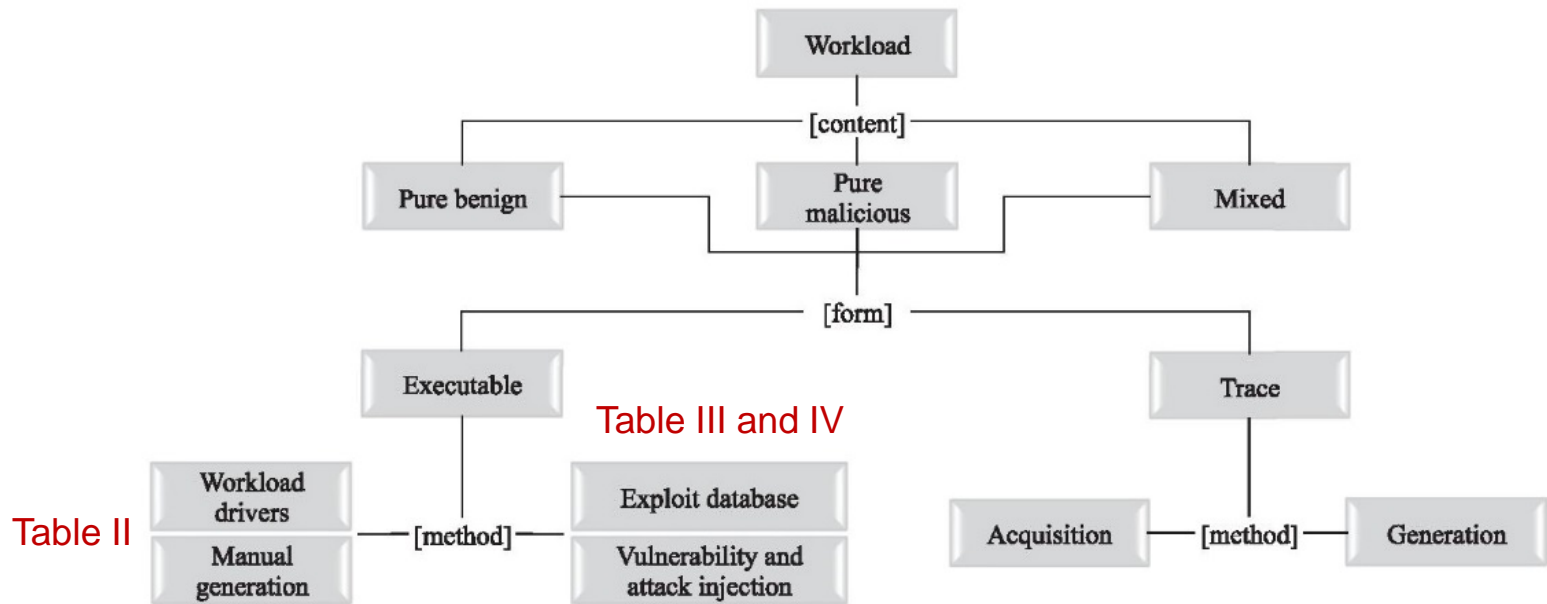 Workload
[content]
Pure benign
Pure
malicious
Mixed
[form]
Executable
Trace
Table III and IV
Table II
Workload
drivers
Manual
generation
[method]
Exploit database
Vulnerability and
attack injection
Acquisition
[method]
Generation